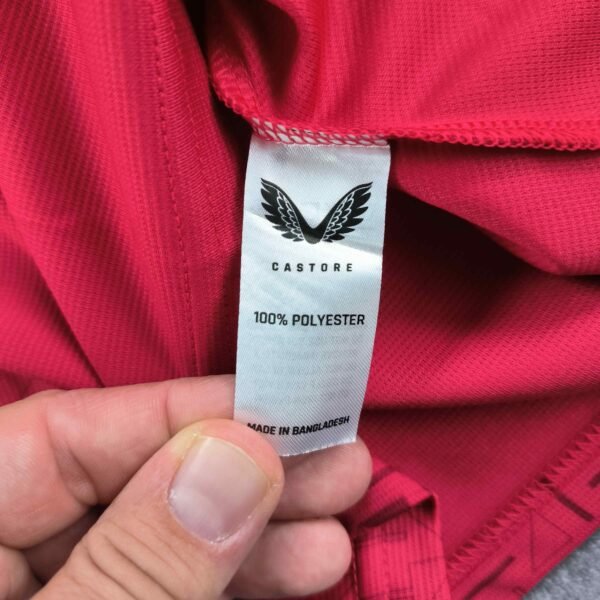 CASTORE
100% POLYESTER
MADE IN BANGLADESH